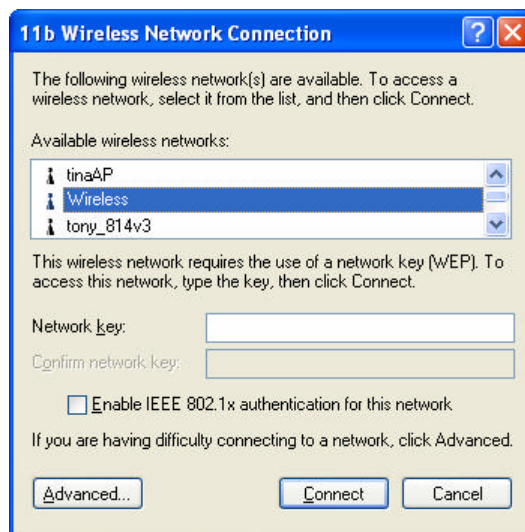 11b Wireless Network Connection
The following wireless network(s) are available. To access a
wireless network, select it from the list, and then click Connect.
Available wireless networks:
tinaAP
Wireless
tony_814v3
This wireless network requires the use of a network key (WEP). To
access this network, type the key, then click Connect.
Network key:
Confirm network key:
Enable IEEE 802.1x authentication for this network
If you are having difficulty connecting to a network, click Advanced.
Advanced... Connect Cancel